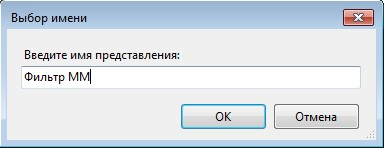 Выбор имени
Введите имя представления:
Фильтр ММ
OK
Отмена